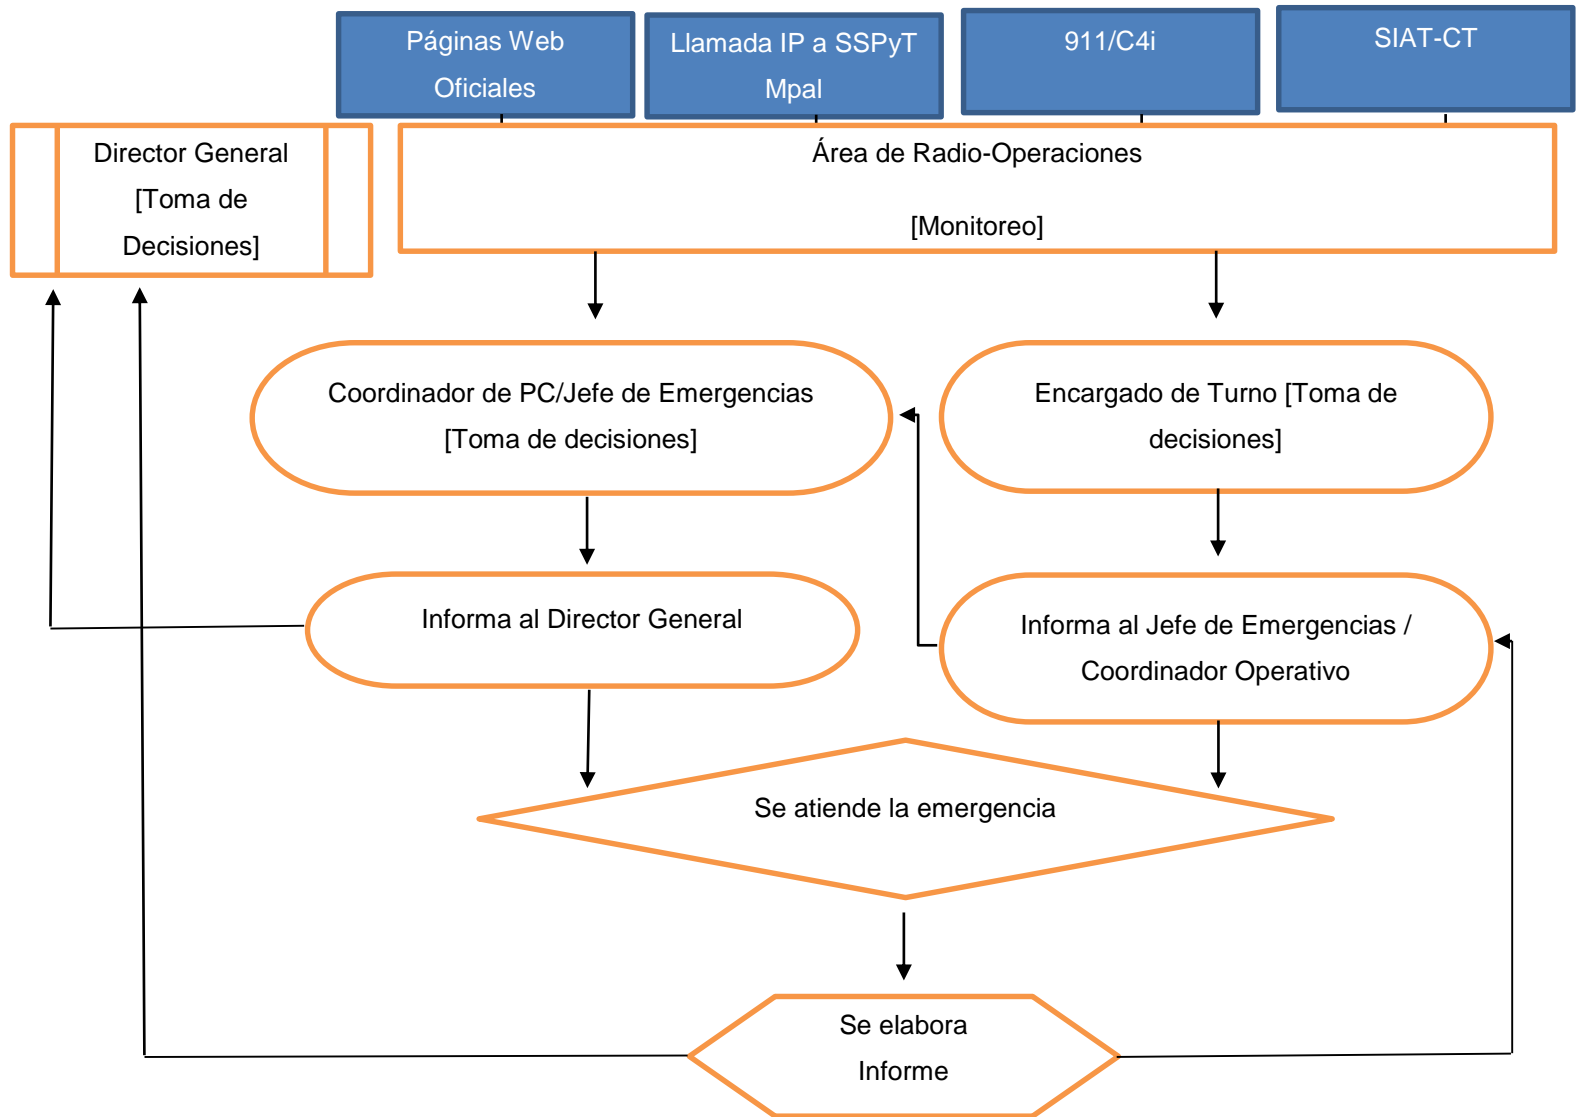 Páginas Web
Oficiales
Llamada IP a SSPyT
Mpal
911/C4i
SIAT-CT
Director General
[Toma de
Decisiones]
Área de Radio-Operaciones
[Monitoreo]
Coordinador de PC/Jefe de Emergencias
[Toma de decisiones]
Encargado de Turno [Toma de
decisiones]
Informa al Director General
Informa al Jefe de Emergencias /
Coordinador Operativo
Se atiende la emergencia
Se elabora
Informe